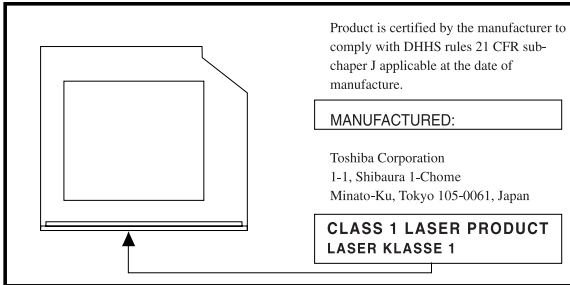 Product is certified by the manufacturer to
comply with DHHS rules 21 CFR sub-
chaper J applicable at the date of
manufacture.
MANUFACTURED:
Toshiba Corporation
1-1, Shibaura 1-Chome
Minato-Ku, Tokyo 105-0061, Japan
CLASS 1 LASER PRODUCT
LASER KLASSE 1